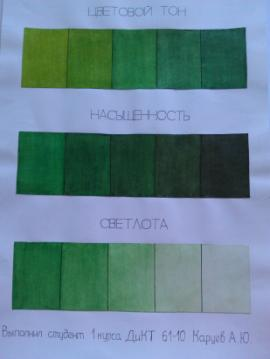 ЦВЕТОВОЙ ТОН
НАСЫЩЕННОСТЬ
СВЕТЛОТА
Выполнил студент 1 курса ДиКТ 61-10 Каруев А.Ю.